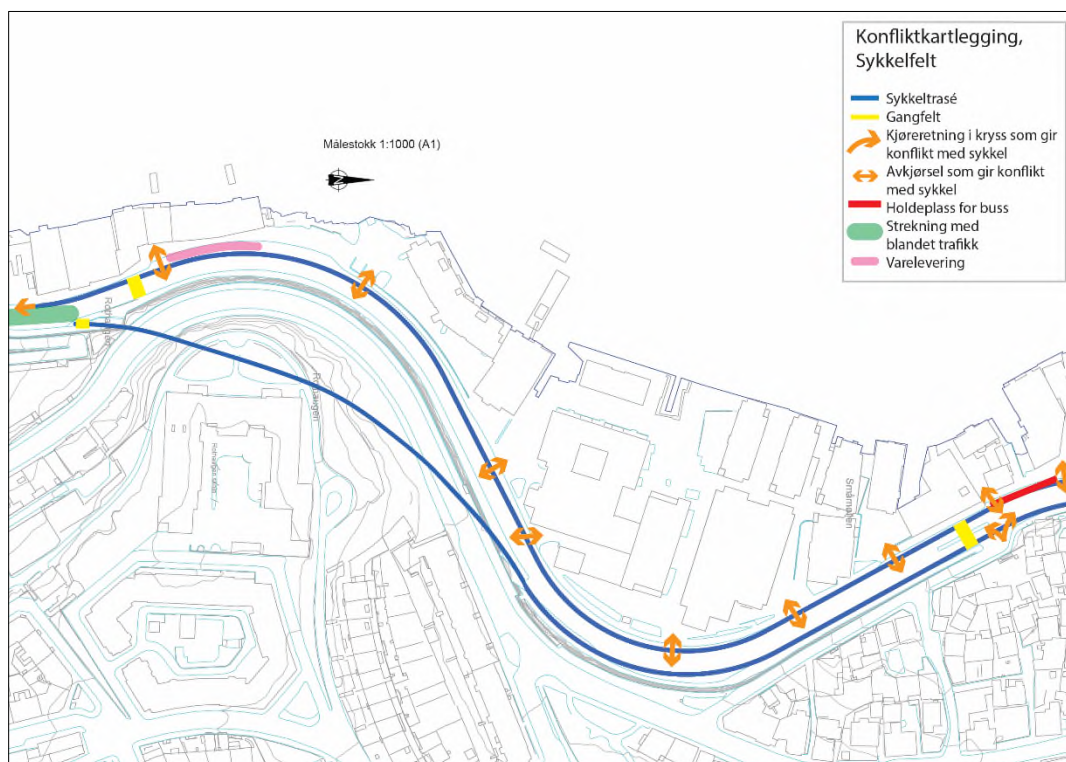 Konfliktkartlegging,
Sykkelfelt
Sykkeltrasé
Gangfelt
Kjøreretning i kryss som gir
konflikt med sykkel
Avkjørsel som gir konflikt
med sykkel
Holdeplass for buss
Strekning med
blandet trafikk
Varelevering
Målestokk 1:1000 (A1)